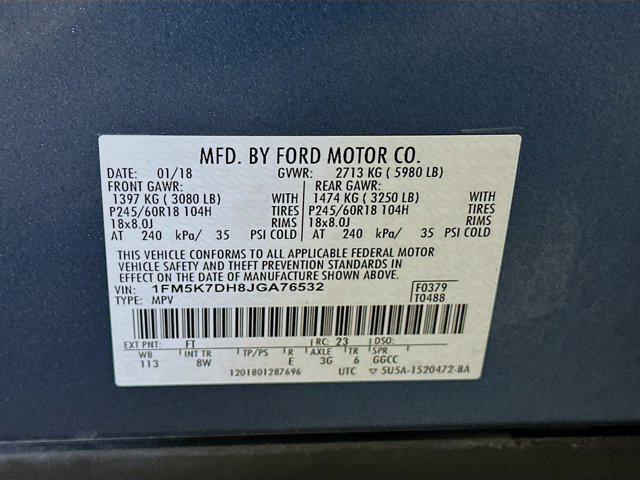 MFD. BY FORD MOTOR CO.
DATE: 01/18 GVWR: 2713 KG ( 5980 LB)
FRONT GAWR: REAR GAWR:
1397 KG ( 3080 LB) WITH 1474 KG ( 3250 LB) WITH
P245/60R18 104H TIRES P245/60R18 104H TIRES
18x8.0J RIMS 18x8.0J RIMS
AT 240 kPa/ 35 PSI COLD AT 240 kPa/ 35 PSI COLD
THIS VEHICLE CONFORMS TO ALL APPLICABLE FEDERAL MOTOR
VEHICLE SAFETY AND THEFT PREVENTION STANDARDS IN
EFFECT ON THE DATE OF MANUFACTURE SHOWN ABOVE.
VIN: 1FM5K7DH8JGA76532 F0379
TYPE: MPV T0488
EXT PNT: FT RC: 23 DSO:
WB INT TR TP/PS R AXLE TR SPR
113 8W E 3G 6 GGCC
1201801287696 UTC ▽ 5U5A-1520472-BA